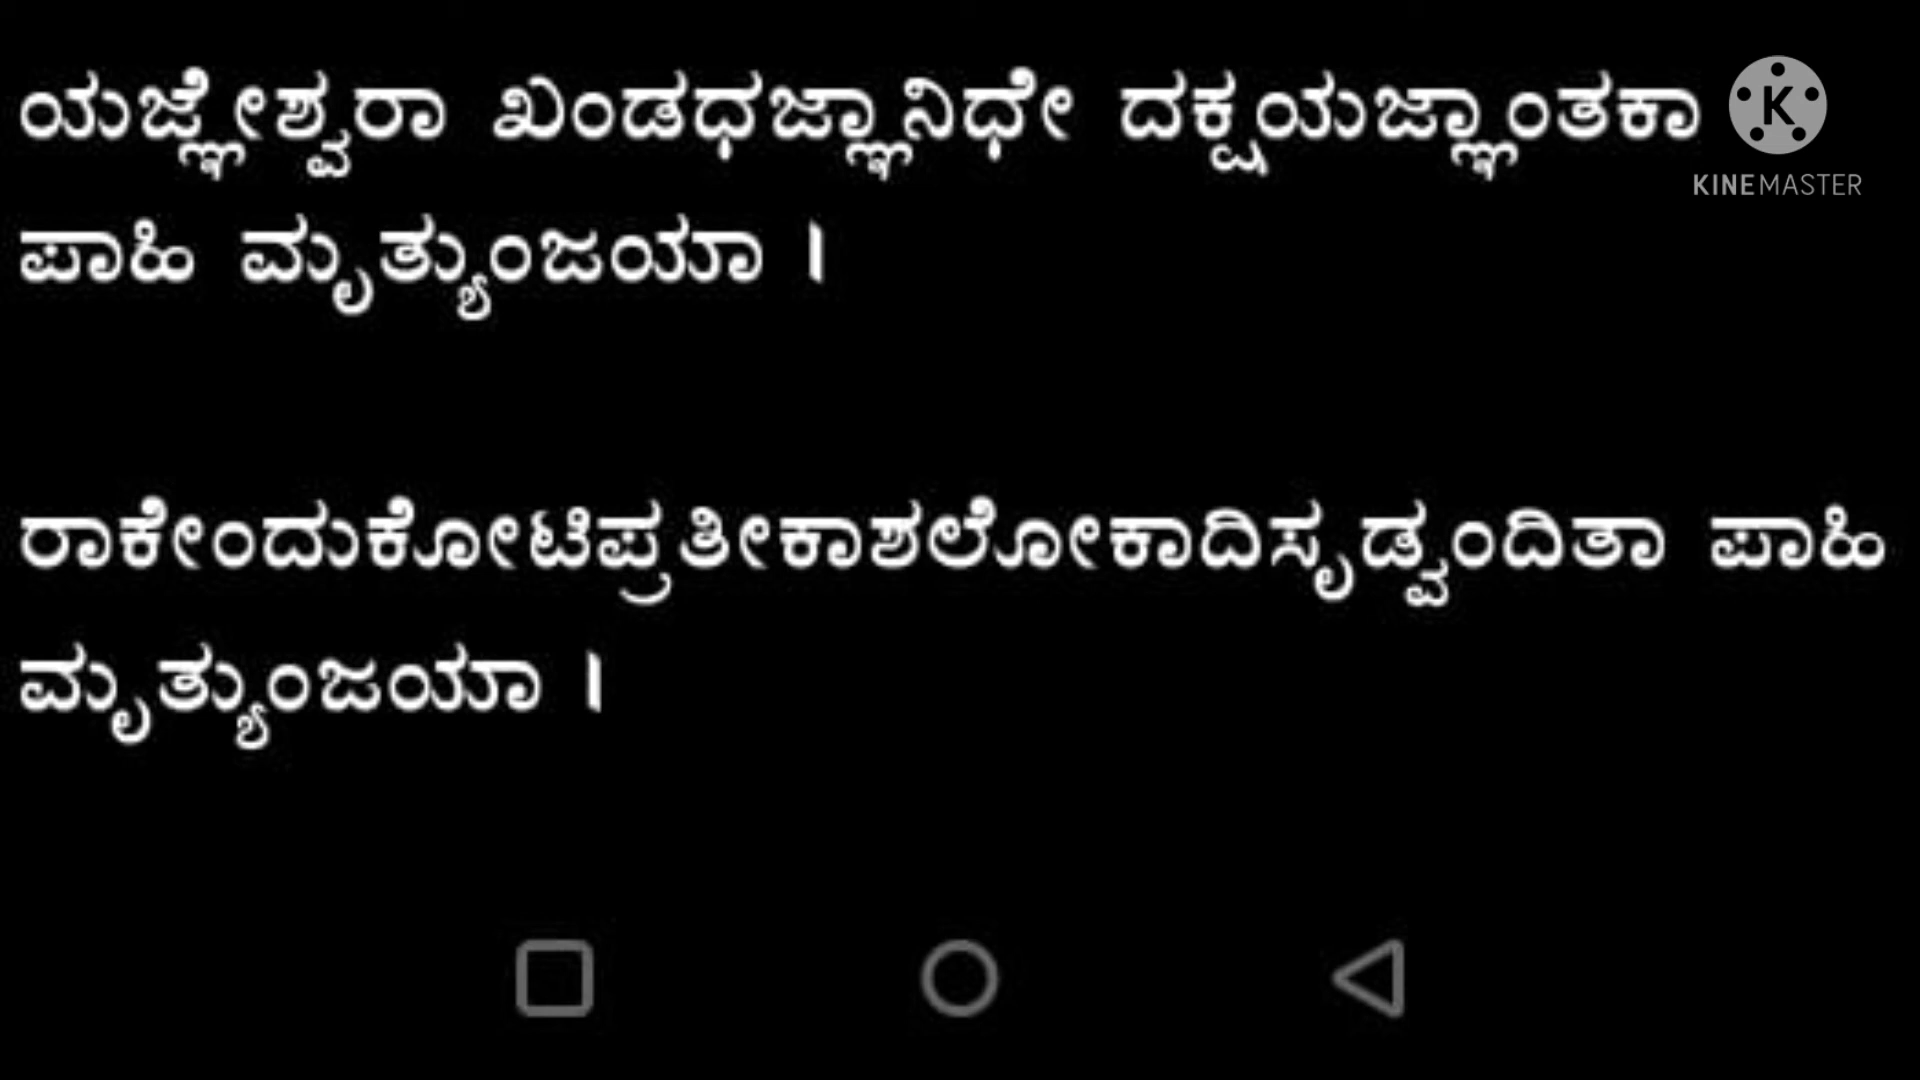 ಯಜ್ಞೇಶ್ವರಾ ಖಂಡಧಜ್ಞಾನಿಧೇ ದಕ್ಷಯಜ್ಞಾಂತಕಾ
ಪಾಹಿ ಮೃತ್ಯುಂಜಯಾ ।
ರಾಕೇಂದುಕೋಟಿಪ್ರತೀಕಾಶಲೋಕಾದಿಸೃಡ್ವಂದಿತಾ ಪಾಹಿ
ಮೃತ್ಯುಂಜಯಾ ।
K
KINEMASTER